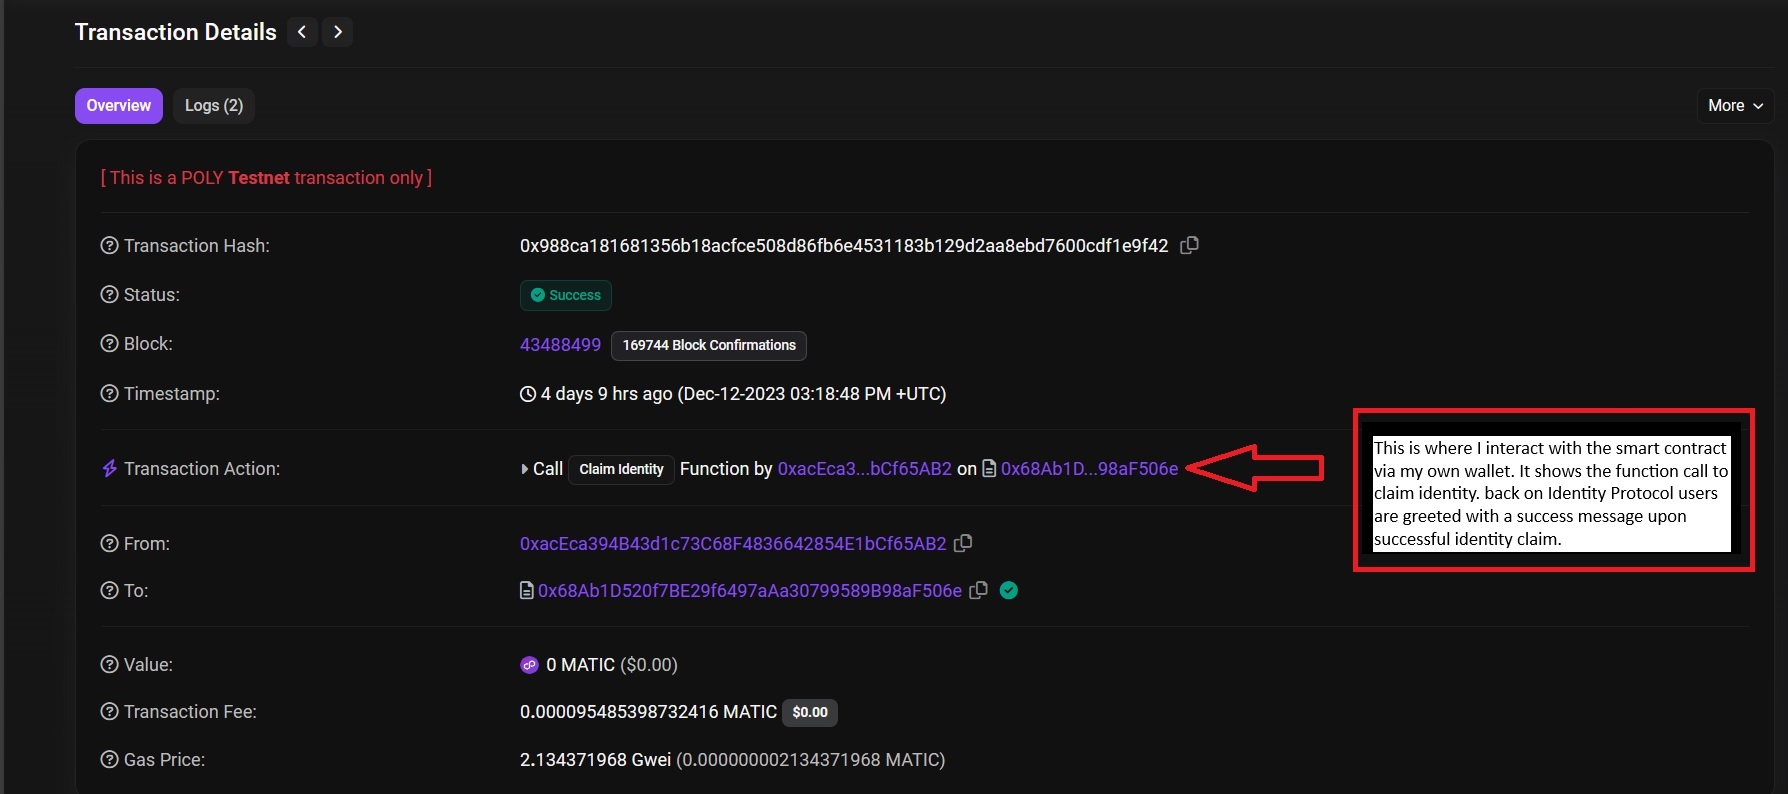 Transaction Details
Overview Logs (2) More
[ This is a POLY Testnet transaction only ]
Transaction Hash: 0x988ca181681356b18acfce508d86fb6e4531183b129d2aa8ebd7600cdf1e9f42
Status: Success
Block: 43488499 169744 Block Confirmations
Timestamp: 4 days 9 hrs ago (Dec-12-2023 03:18:48 PM +UTC)
Transaction Action: Call Claim Identity Function by 0xacEca3...bCf65AB2 on 0x68Ab1D...98aF506e
This is where I interact with the smart contract
via my own wallet. It shows the function call to
claim identity. back on Identity Protocol users
are greeted with a success message upon
successful identity claim.
From: 0xacEca394B43d1c73C68F4836642854E1bCf65AB2
To: 0x68Ab1D520f7BE29f6497aAa30799589B98aF506e
Value: 0 MATIC ($0.00)
Transaction Fee: 0.000095485398732416 MATIC $0.00
Gas Price: 2.134371968 Gwei (0.000000002134371968 MATIC)